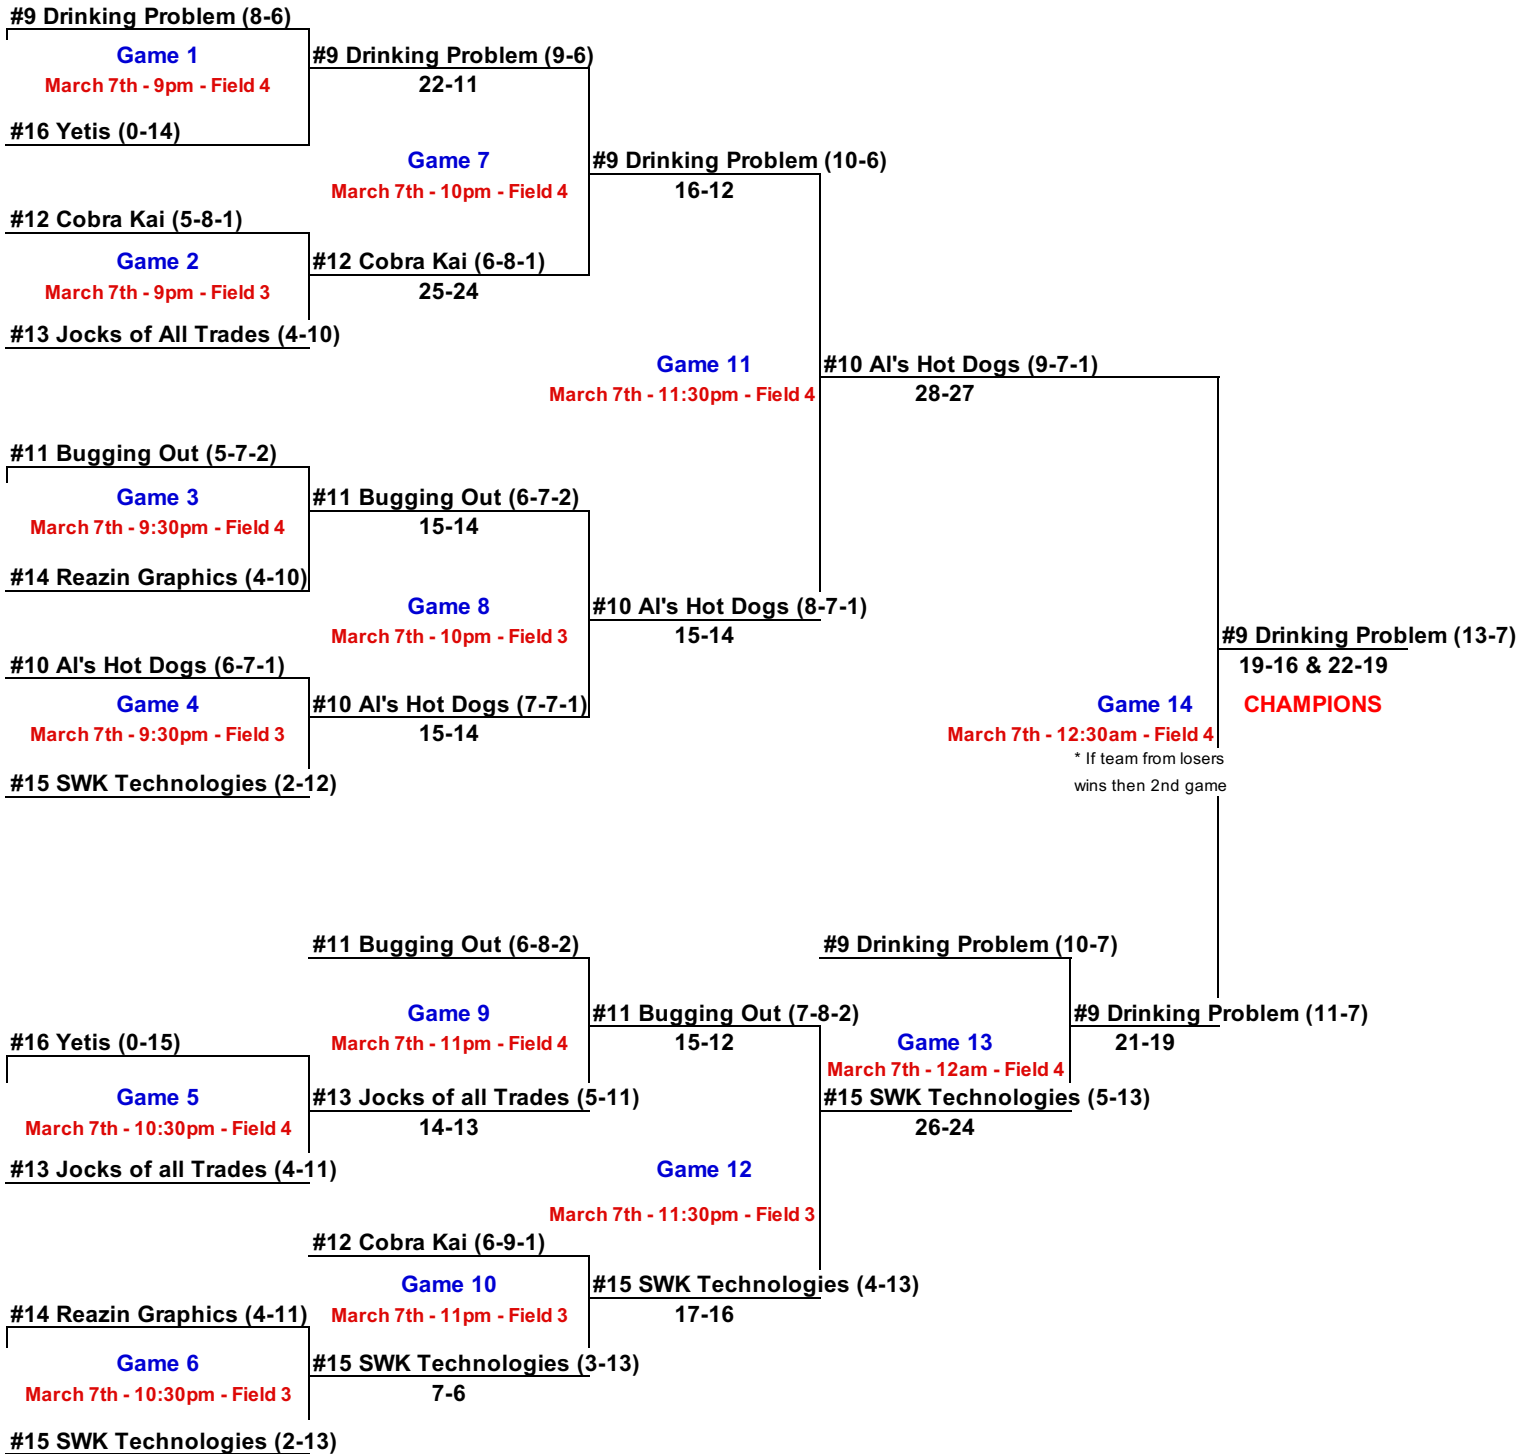 #9 Drinking Problem (8-6)
Game 1
March 7th - 9pm - Field 4
#16 Yetis (0-14)
#9 Drinking Problem (9-6)
22-11
#12 Cobra Kai (5-8-1)
Game 2
March 7th - 9pm - Field 3
#13 Jocks of All Trades (4-10)
Game 7
March 7th - 10pm - Field 4
#12 Cobra Kai (6-8-1)
25-24
#9 Drinking Problem (10-6)
16-12
#11 Bugging Out (5-7-2)
Game 3
March 7th - 9:30pm - Field 4
#14 Reazin Graphics (4-10)
#11 Bugging Out (6-7-2)
15-14
Game 8
March 7th - 10pm - Field 3
#10 Al's Hot Dogs (6-7-1)
Game 4
March 7th - 9:30pm - Field 3
#15 SWK Technologies (2-12)
#10 Al's Hot Dogs (7-7-1)
15-14
#10 Al's Hot Dogs (8-7-1)
15-14
Game 11
March 7th - 11:30pm - Field 4
#10 Al's Hot Dogs (9-7-1)
28-27
Game 14
March 7th - 12:30am - Field 4
* If team from losers
wins then 2nd game
#9 Drinking Problem (13-7)
19-16 & 22-19
CHAMPIONS
#11 Bugging Out (6-8-2)
Game 9
March 7th - 11pm - Field 4
#16 Yetis (0-15)
Game 5
March 7th - 10:30pm - Field 4
#13 Jocks of all Trades (4-11)
#13 Jocks of all Trades (5-11)
14-13
#11 Bugging Out (7-8-2)
15-12
Game 12
March 7th - 11:30pm - Field 3
#12 Cobra Kai (6-9-1)
Game 10
March 7th - 11pm - Field 3
#14 Reazin Graphics (4-11)
Game 6
March 7th - 10:30pm - Field 3
#15 SWK Technologies (2-13)
#15 SWK Technologies (3-13)
7-6
#15 SWK Technologies (4-13)
17-16
#9 Drinking Problem (10-7)
Game 13
March 7th - 12am - Field 4
#15 SWK Technologies (5-13)
26-24
#9 Drinking Problem (11-7)
21-19